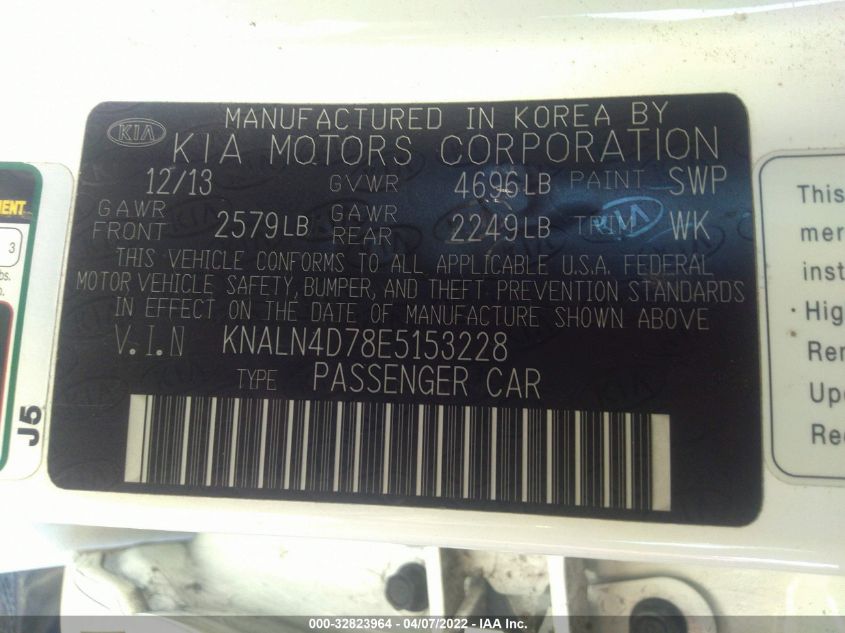 KIA
MANUFACTURED IN KOREA BY
KIA MOTORS CORPORATION
12/13 GVWR 4696LB PAINT SWP
GAWR FRONT 2579LB GAWR REAR 2249LB TRIM WK
THIS VEHICLE CONFORMS TO ALL APPLICABLE U.S.A. FEDERAL
MOTOR VEHICLE SAFETY, BUMPER, AND THEFT PREVENTION STANDARDS
IN EFFECT ON THE DATE OF MANUFACTURE SHOWN ABOVE
V.I.N KNALN4D78E5153228
TYPE PASSENGER CAR
3
J5
This
mer
inst
· Hig
Rem
Upo
Rec
000-32823964 - 04/07/2022 - IAA Inc.